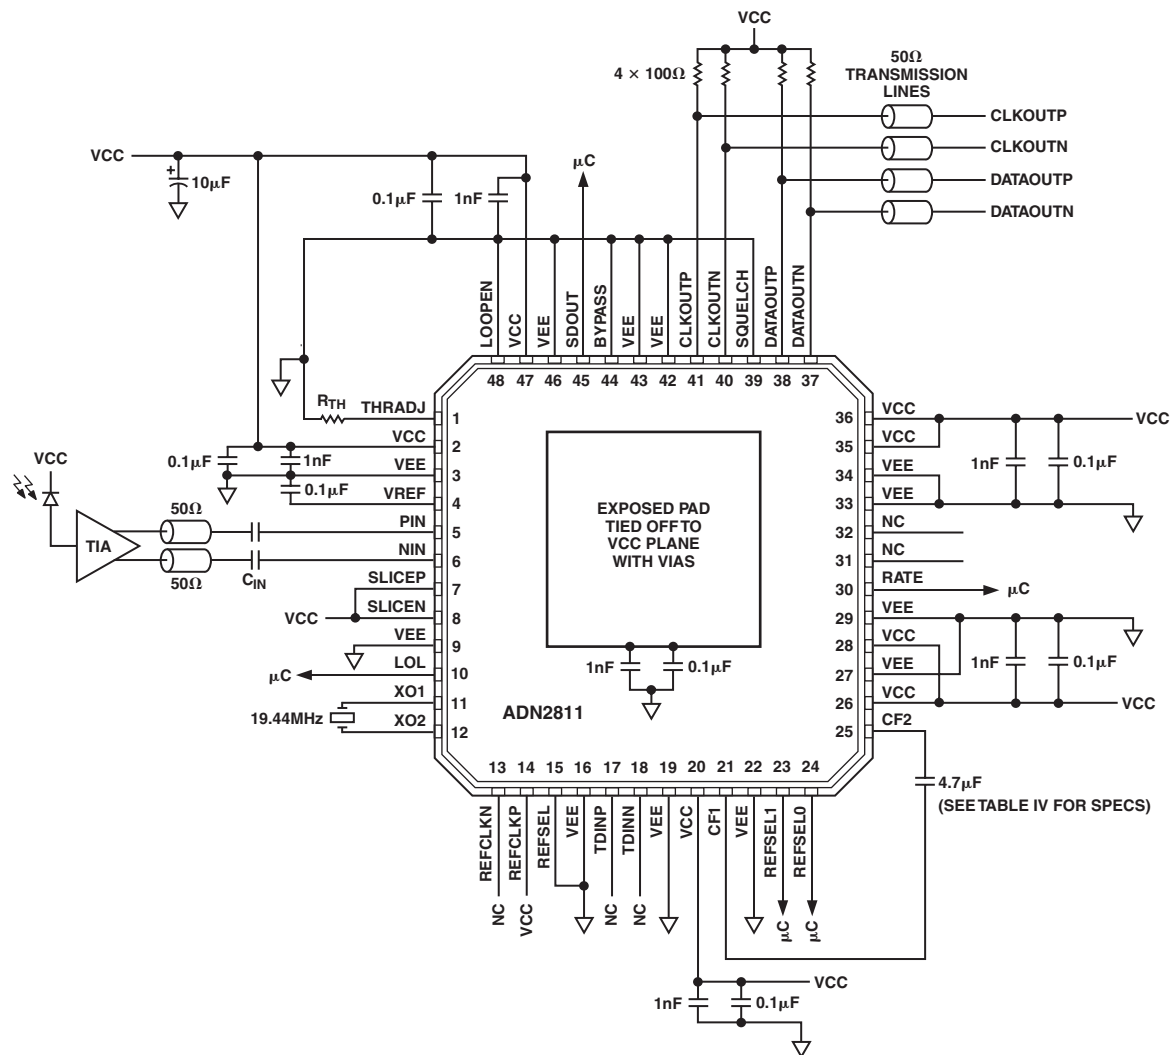 VCC
4 × 100Ω
50Ω
TRANSMISSION
LINES
CLKOUTP
CLKOUTN
DATAOUTP
DATAOUTN
VCC
+
10μF
0.1μF
1nF
μC
LOOPEN
VCC
VEE
SDOUT
BYPASS
VEE
VEE
CLKOUTP
CLKOUTN
SQUELCH
DATAOUTP
DATAOUTN
48
47
46
45
44
43
42
41
40
39
38
37
RTH
THRADJ
1
VCC
2
0.1μF
1nF
VEE
3
0.1μF
VREF
4
VCC
50Ω
PIN
5
TIA
NIN
6
50Ω
CIN
SLICEP
7
VCC
SLICEN
8
VEE
9
μC
LOL
10
XO1
11
19.44MHz
XO2
12
EXPOSED PAD
TIED OFF TO
VCC PLANE
WITH VIAS
1nF
0.1μF
ADN2811
36
VCC
VCC
35
VCC
1nF
0.1μF
34
VEE
33
VEE
32
NC
31
NC
30
RATE
μC
29
VEE
28
VCC
1nF
0.1μF
27
VEE
26
VCC
VCC
25
CF2
4.7μF
(SEE TABLE IV FOR SPECS)
13
14
15
16
17
18
19
20
21
22
23
24
REFCLKN
REFCLKP
REFSEL
VEE
TDINP
TDINN
VEE
VCC
CF1
VEE
REFSEL1
REFSEL0
NC
VCC
NC
NC
μC
μC
VCC
1nF
0.1μF